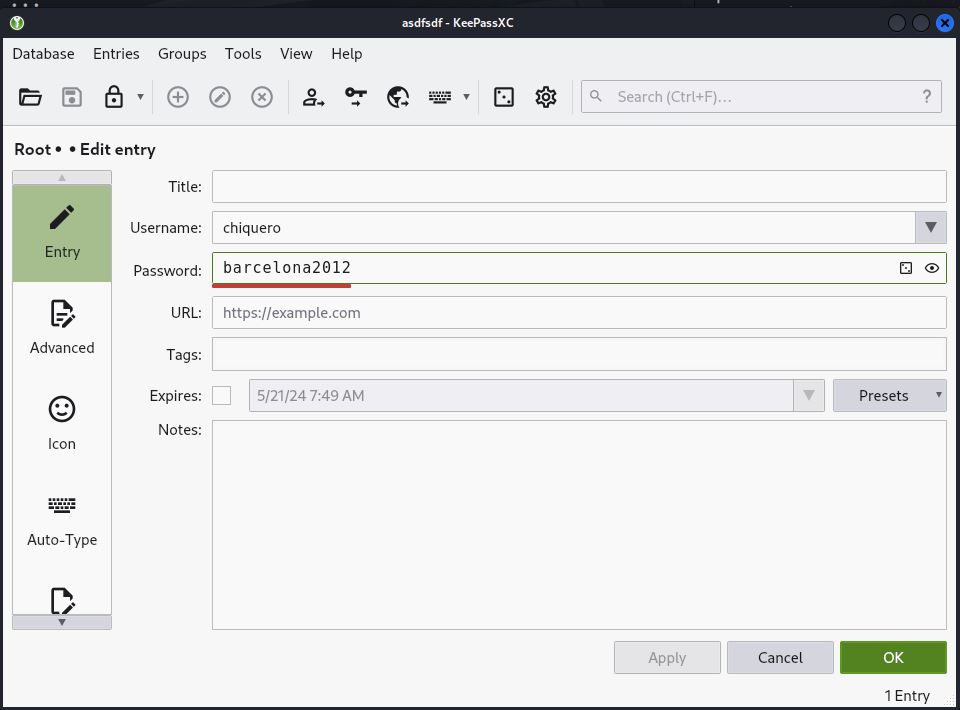 asdfsdf - KeePassXC
Database Entries Groups Tools View Help
Search (Ctrl+F)... ?
Root • • Edit entry
Entry
Advanced
Icon
Auto-Type
Title:
Username: chiquero
Password: barcelona2012
URL: https://example.com
Tags:
Expires: 5/21/24 7:49 AM Presets
Notes:
Apply Cancel OK
1 Entry